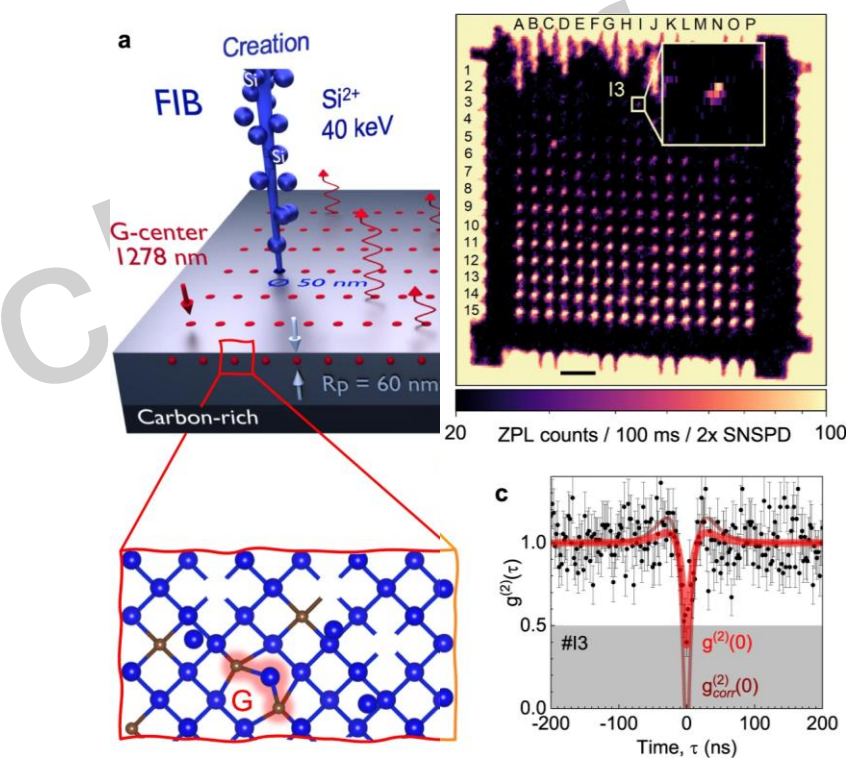 a
Creation
FIB
Si
Si²⁺
40 keV
Si
G-center
1278 nm
Ø 50 nm
Rp = 60 nm
Carbon-rich
G
A B C D E F G H I J K L M N O P
1
2
3
4
5
6
7
8
9
10
11
12
13
14
15
I3
20 ZPL counts / 100 ms / 2x SNSPD 100
c
g⁽²⁾(τ)
1.0
0.5
0.0
#I3
g⁽²⁾(0)
g⁽²⁾corr(0)
-200 -100 0 100 200
Time, τ (ns)